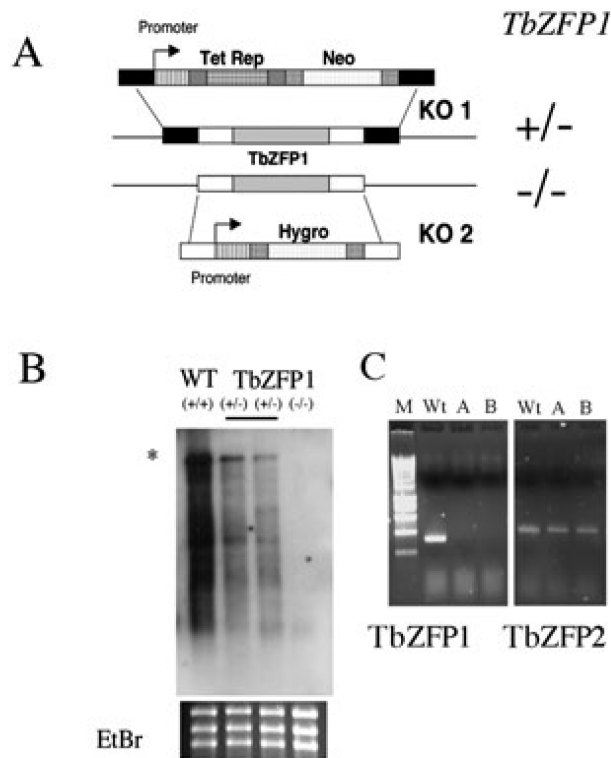 TbZFP1
A
Promoter
Tet Rep Neo
KO 1
+/-
TbZFP1
-/-
Hygro
KO 2
Promoter
B
WT TbZFP1
(+/+) (+/-) (+/-) (-/-)
*
EtBr
C
M Wt A B Wt A B
TbZFP1 TbZFP2